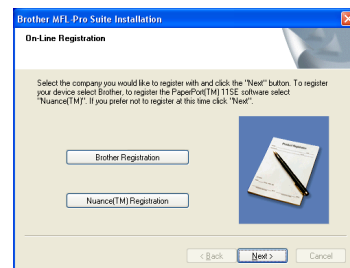 Brother MFL-Pro Suite Installation
On-Line Registration
Select the company you would like to register with and click the "Next" button. To register
your device select Brother, to register the PaperPort(TM) 11SE software select
"Nuance(TM)". If you prefer not to register at this time click "Next".
Brother Registration
Nuance(TM) Registration
< Back
Next >
Cancel